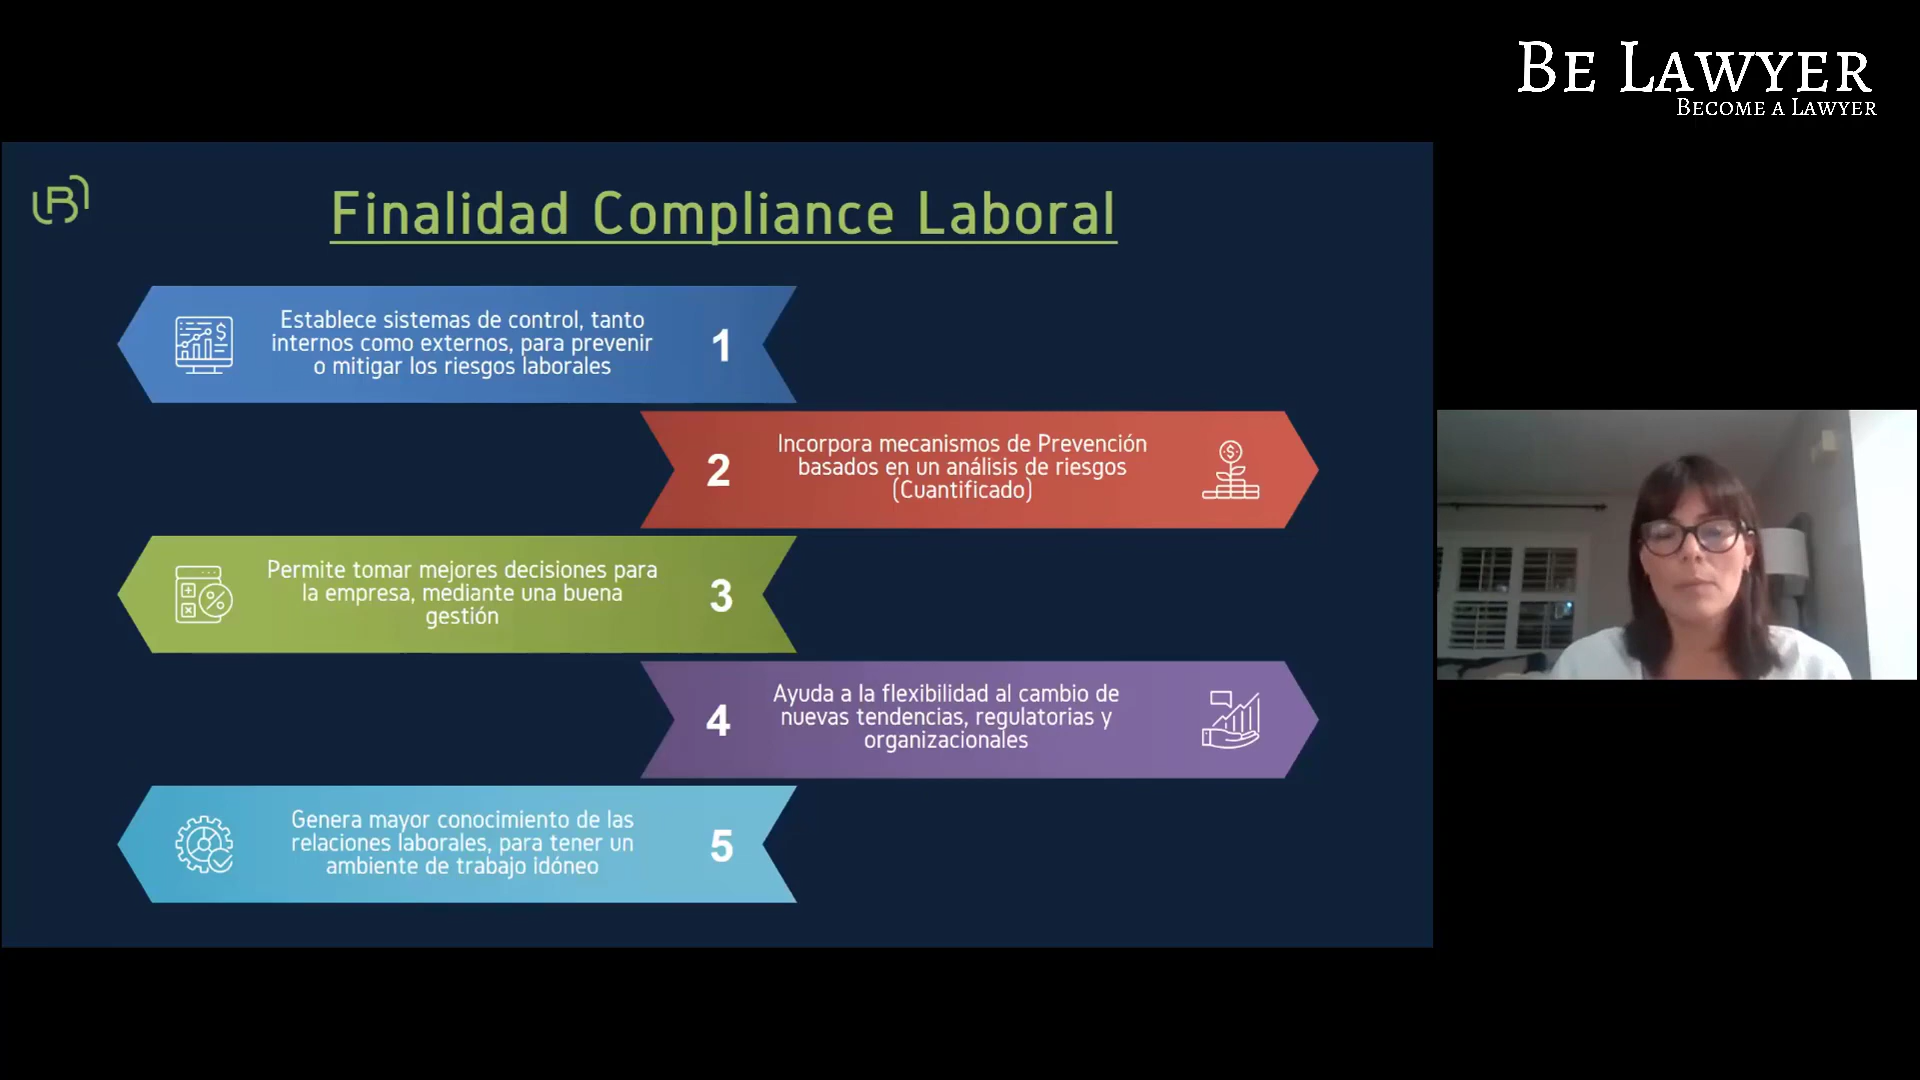 BE LAWYER
BECOME A LAWYER
Finalidad Compliance Laboral
Establece sistemas de control, tanto
internos como externos, para prevenir
o mitigar los riesgos laborales
1
2
Incorpora mecanismos de Prevención
basados en un análisis de riesgos
(Cuantificado)
Permite tomar mejores decisiones para
la empresa, mediante una buena
gestión
3
4
Ayuda a la flexibilidad al cambio de
nuevas tendencias, regulatorias y
organizacionales
Genera mayor conocimiento de las
relaciones laborales, para tener un
ambiente de trabajo idóneo
5